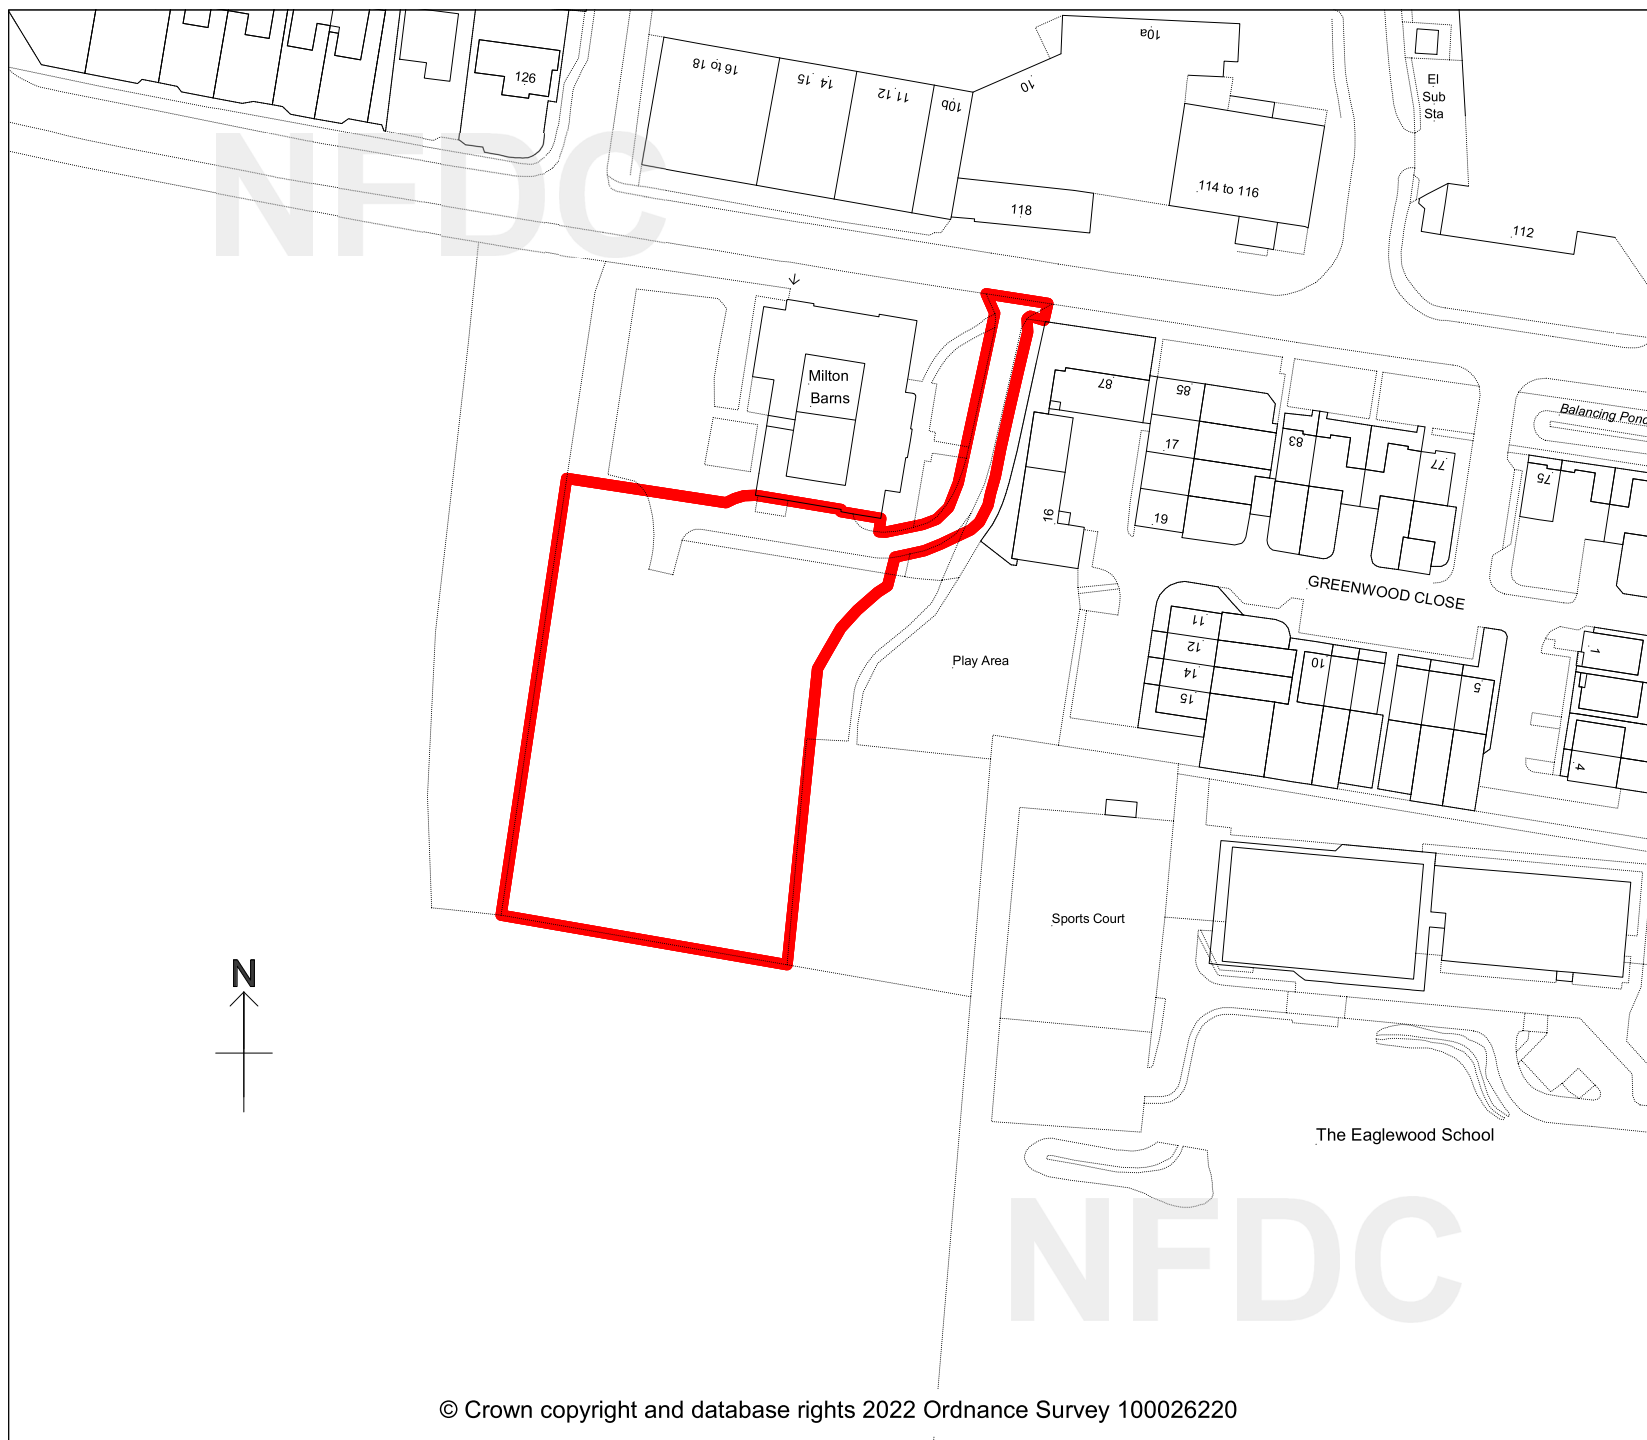 126
16 to 18
14 15
11 12
10b
10
10a
114 to 116
118
El
Sub
Sta
112
NFDC
Milton
Barns
87
85
17
19
16
83
77
75
Balancing Pond
GREENWOOD CLOSE
11
12
14
15
10
5
1
4
Play Area
Sports Court
N
The Eaglewood School
NFDC
© Crown copyright and database rights 2022 Ordnance Survey 100026220